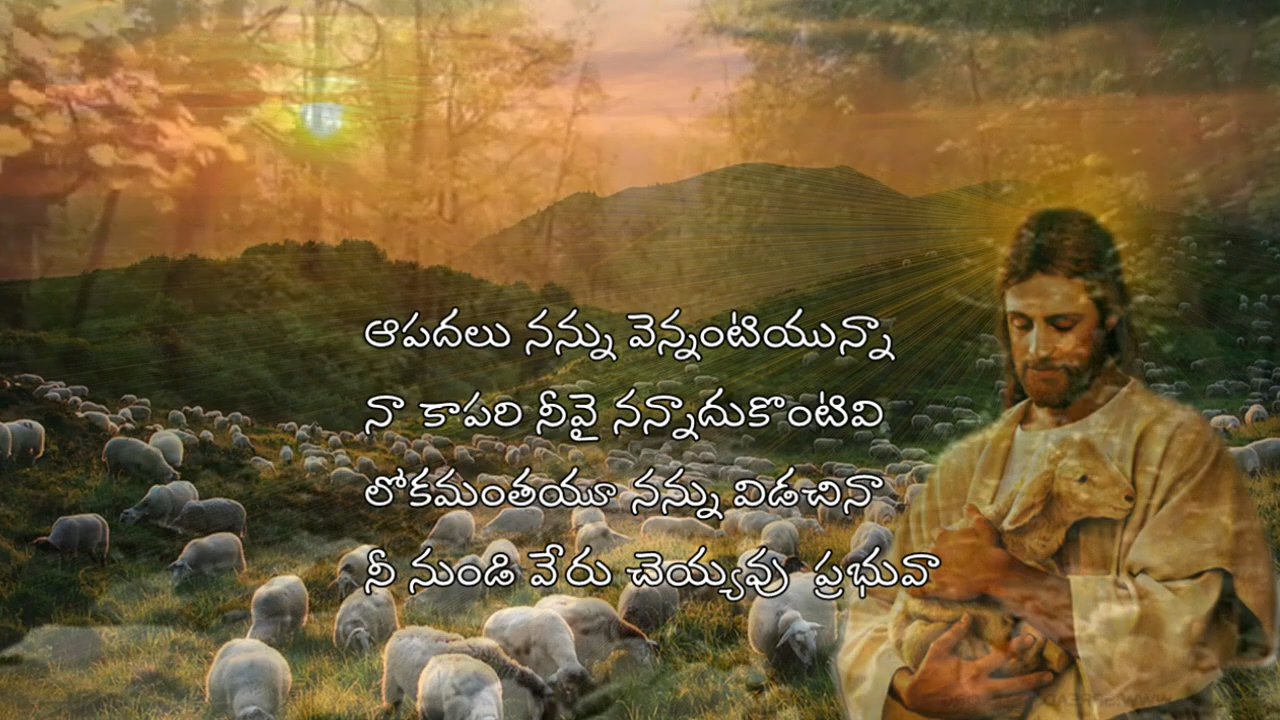 ఆపదలు నన్ను వెన్నంటియున్నా
నా కాపరి నీవై నన్నాదుకొంటివి
లోకమంతయూ నన్ను విడచినా
నీ నుండి వేరు చెయ్యవు ప్రభువా